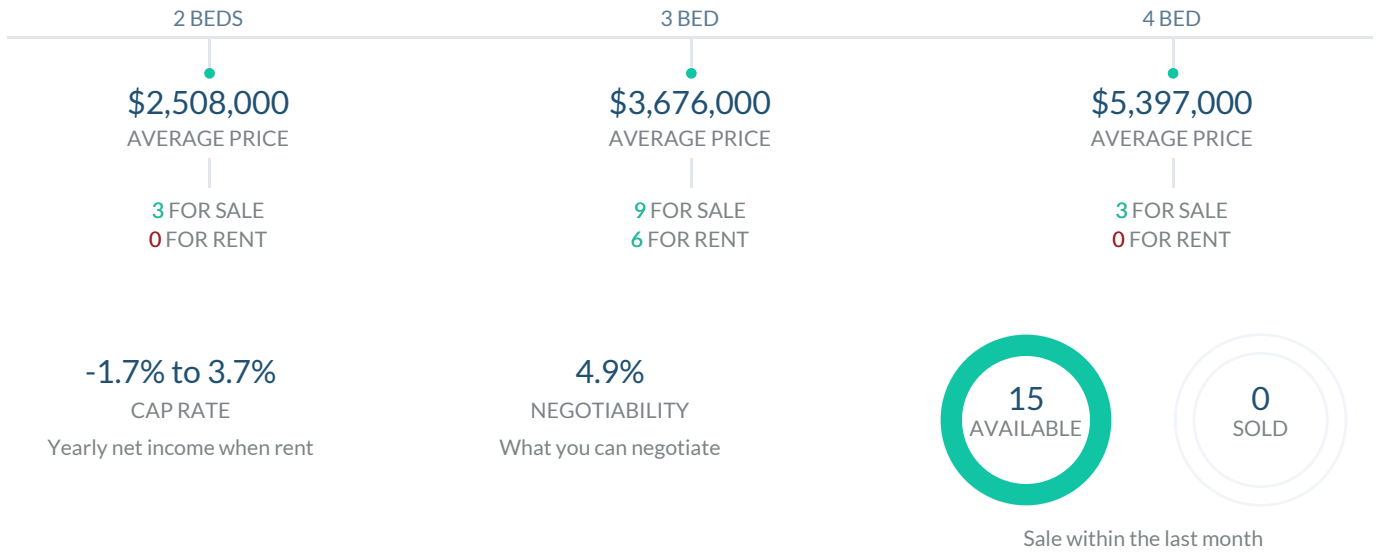 2 BEDS
3 BED
4 BED
$2,508,000
$3,676,000
$5,397,000
AVERAGE PRICE
AVERAGE PRICE
AVERAGE PRICE
3 FOR SALE
9 FOR SALE
3 FOR SALE
0 FOR RENT
6 FOR RENT
0 FOR RENT
-1.7% to 3.7%
CAP RATE
Yearly net income when rent
4.9%
NEGOTIABILITY
What you can negotiate
15
AVAILABLE
0
SOLD
Sale within the last month